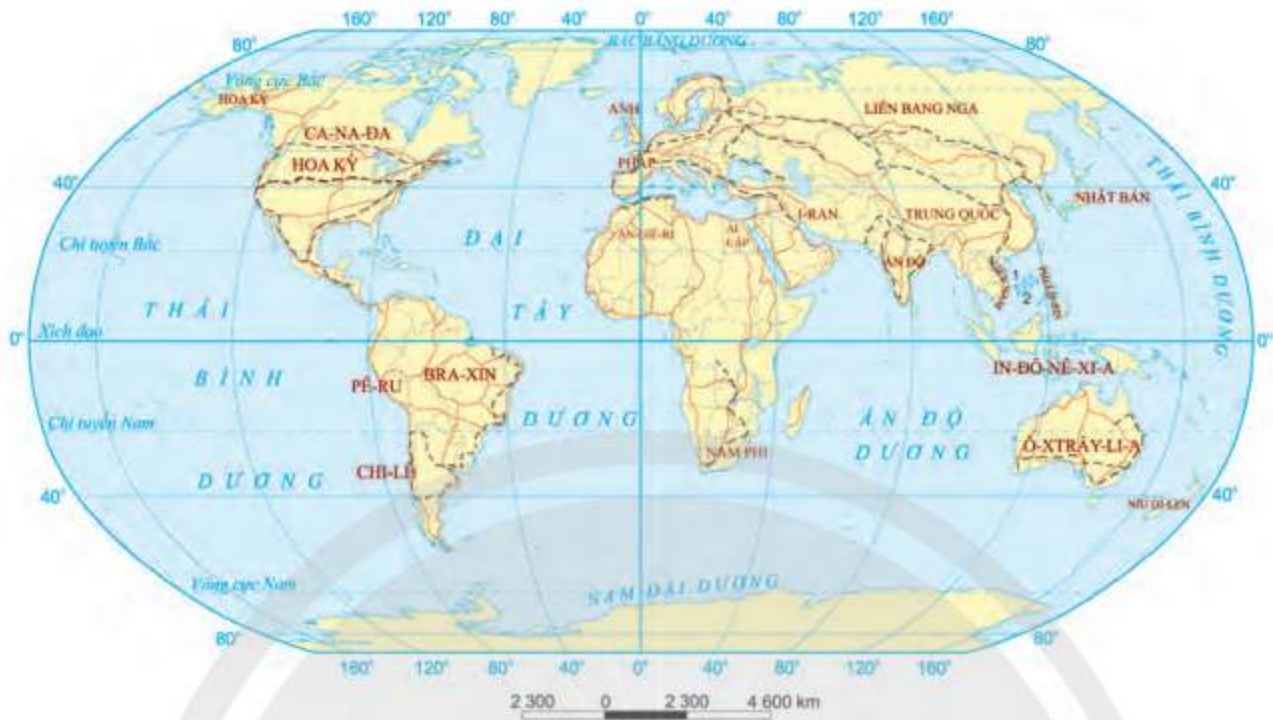 160° 120° 80° 40° 0° 40° 80° 120° 160°
80° 80°
BẮC BĂNG DƯƠNG
Vòng cực Bắc
HOA KỲ
ANH
LIÊN BANG NGA
CA-NA-ĐA
HOA KỲ
PHÁP
40° 40°
THÁI BÌNH DƯƠNG
NHẬT BẢN
I-RAN
TRUNG QUỐC
AN-GIÊ-RI
AI CẬP
Chí tuyến Bắc
ĐẠI
ẤN ĐỘ
1
2
THÁI
TÂY
Xích đạo
0° 0°
BÌNH
PÊ-RU
BRA-XIN
IN-ĐÔ-NÊ-XI-A
Chí tuyến Nam
DƯƠNG
ẤN ĐỘ
DƯƠNG
NAM PHI
Ô-XTRÂY-LI-A
CHI-LÊ
DƯƠNG
40° 40°
NIU DI-LEN
Vòng cực Nam
NAM ĐẠI DƯƠNG
80° 80°
160° 120° 80° 40° 0° 40° 80° 120° 160°
2 300 0 2 300 4 600 km